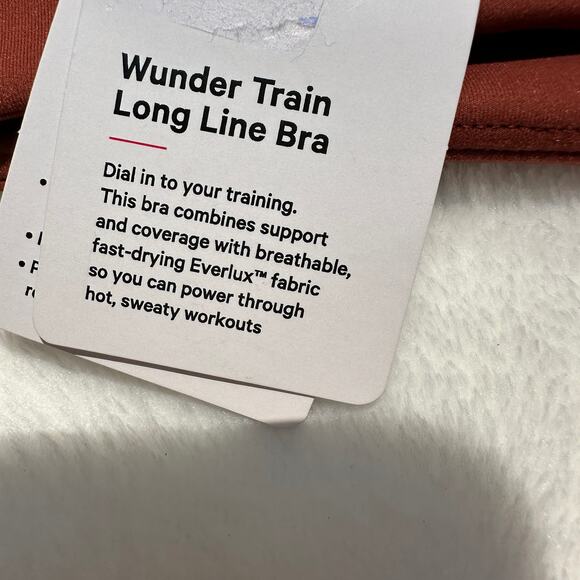 Wunder Train
Long Line Bra
Dial in to your training.
This bra combines support
and coverage with breathable,
fast-drying Everlux™ fabric
so you can power through
hot, sweaty workouts